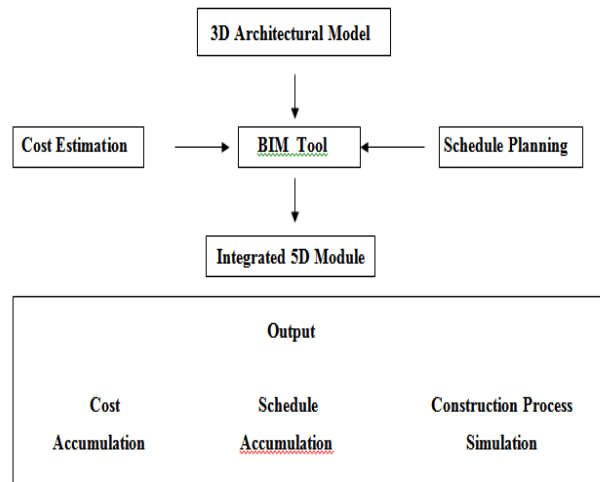 3D Architectural Model
Cost Estimation
BIM Tool
Schedule Planning
Integrated 5D Module
Output
Cost
Accumulation
Schedule
Accumulation
Construction Process
Simulation